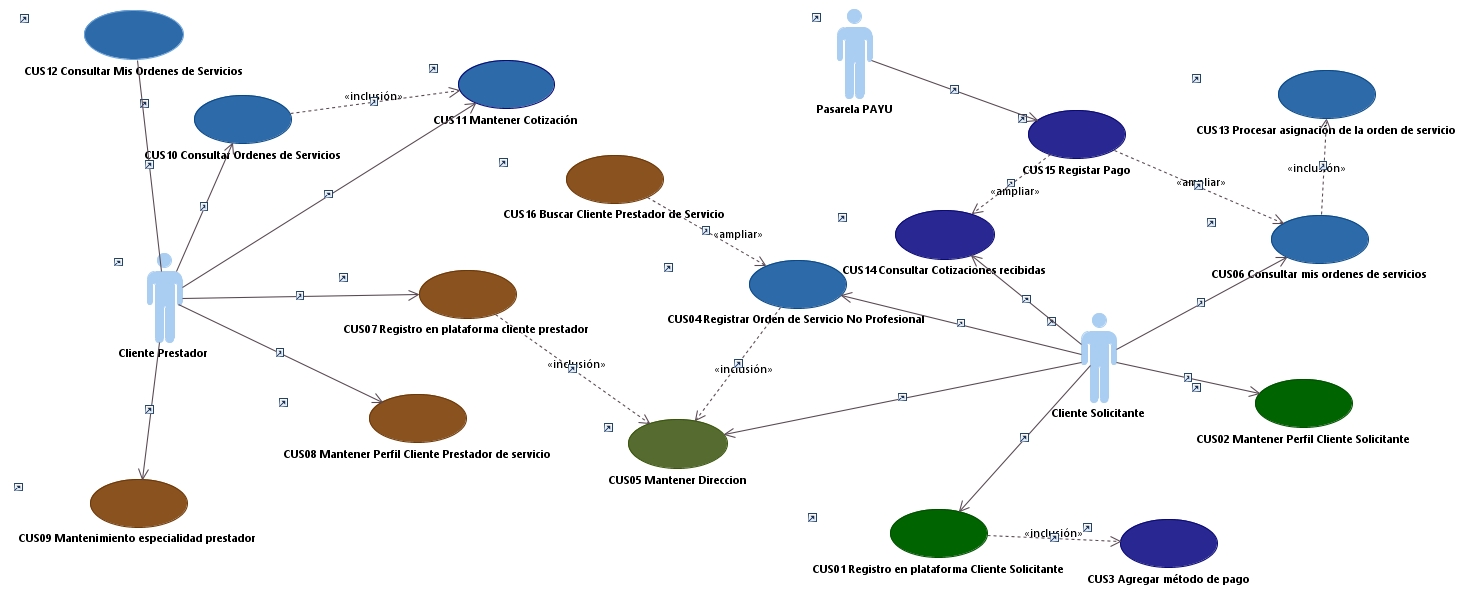 CUS12 Consultar Mis Ordenes de Servicios
«inclusión»
CUS11 Mantener Cotización
Pasarela PAYU
CUS13 Procesar asignación de la orden de servicio
CUS10 Consultar Ordenes de Servicios
CUS15 Registar Pago
«inclusión»
«ampliar»
«ampliar»
CUS16 Buscar Cliente Prestador de Servicio
«ampliar»
CUS14 Consultar Cotizaciones recibidas
CUS06 Consultar mis ordenes de servicios
CUS04 Registrar Orden de Servicio No Profesional
CUS07 Registro en plataforma cliente prestador
Cliente Prestador
«inclusión»
«inclusión»
Cliente Solicitante
CUS02 Mantener Perfil Cliente Solicitante
CUS08 Mantener Perfil Cliente Prestador de servicio
CUS05 Mantener Direccion
CUS09 Mantenimiento especialidad prestador
«inclusión»
CUS01 Registro en plataforma Cliente Solicitante
CUS3 Agregar método de pago